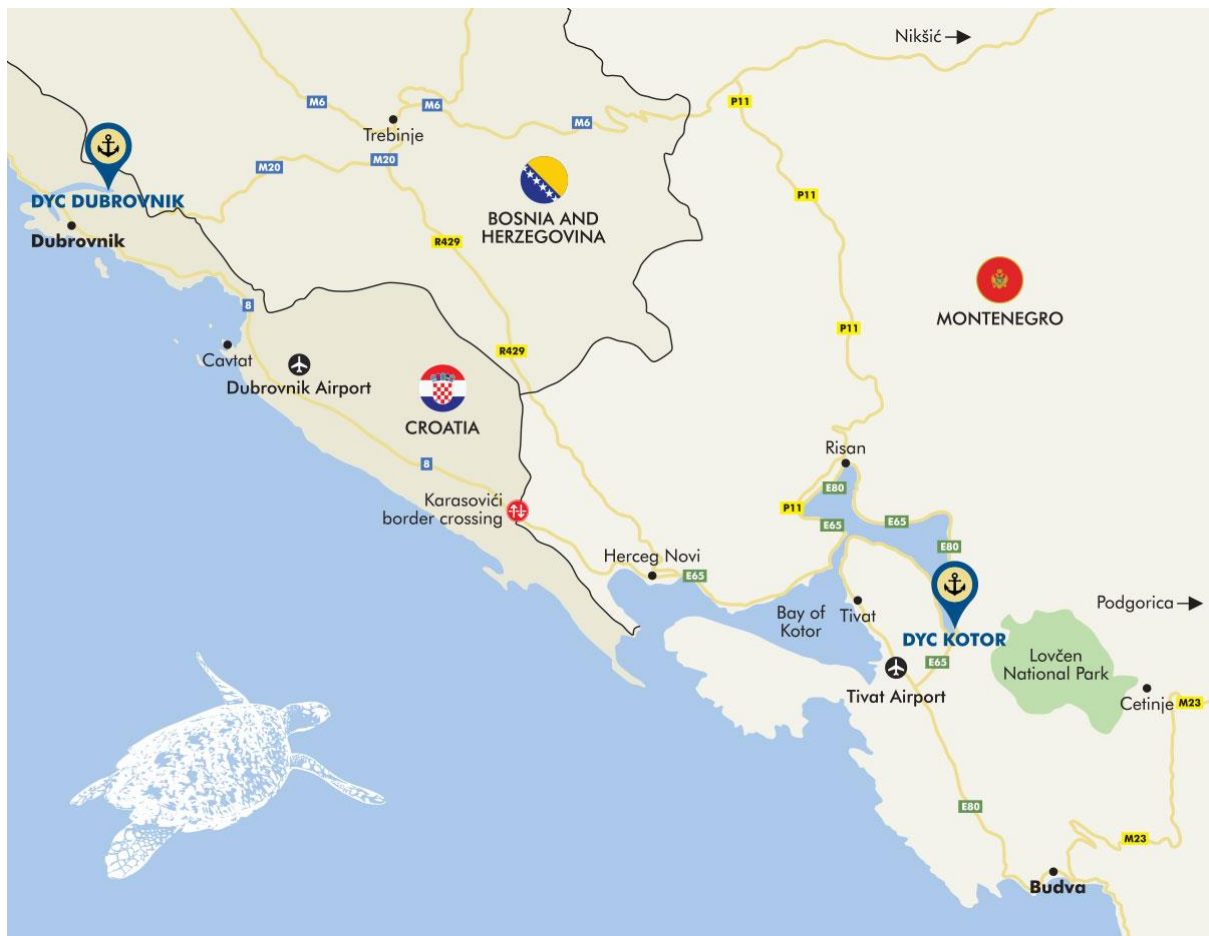 Nikšić
M6
M6
P11
M6
Trebinje
M20
M20
DYC DUBROVNIK
P11
BOSNIA AND
HERZEGOVINA
Dubrovnik
R429
8
MONTENEGRO
P11
Cavtat
R429
Dubrovnik Airport
CROATIA
Risan
8
E80
Karasovići
border crossing
P11
E65
E65
E80
Herceg Novi
E65
Bay of
Kotor
Tivat
Podgorica
DYC KOTOR
E65
Lovčen
National Park
Tivat Airport
Cetinje
M23
E80
M23
Budva